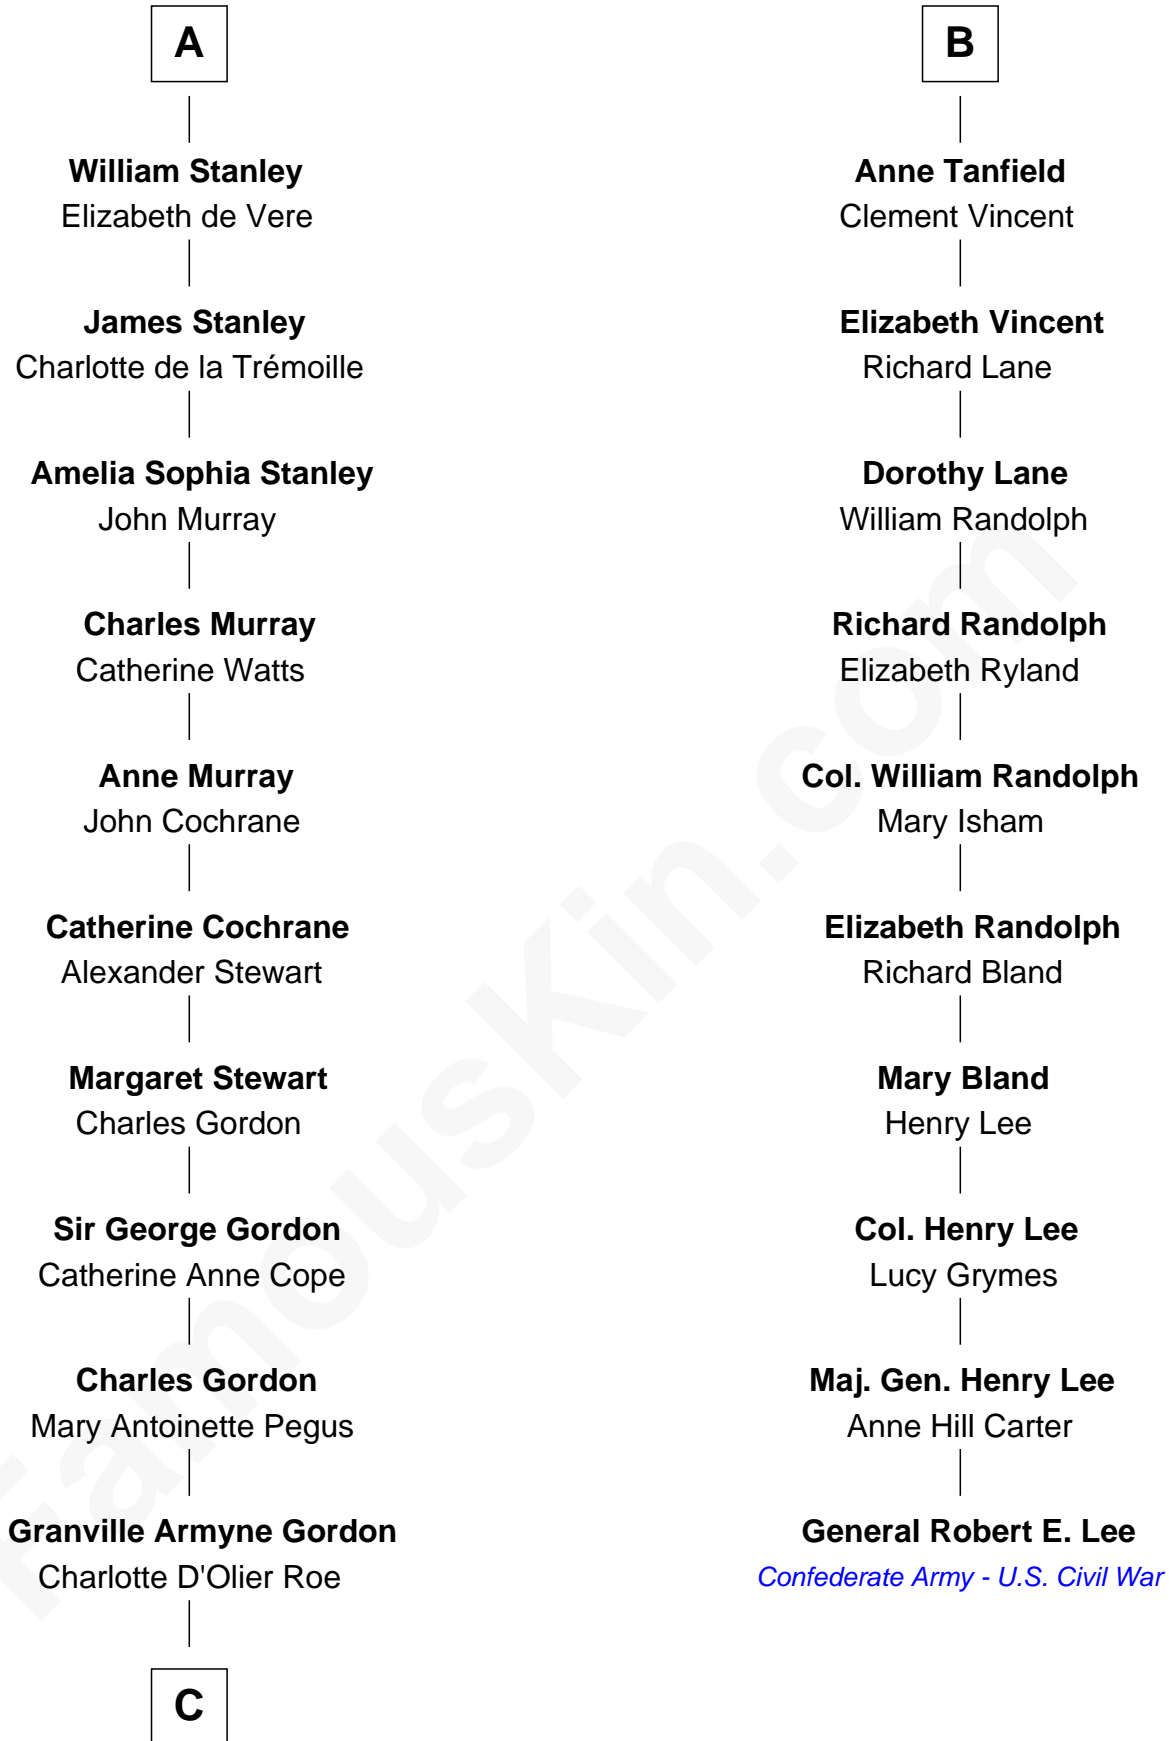 A
William Stanley
Elizabeth de Vere
James Stanley
Charlotte de la Trémoille
Amelia Sophia Stanley
John Murray
Charles Murray
Catherine Watts
Anne Murray
John Cochrane
Catherine Cochrane
Alexander Stewart
Margaret Stewart
Charles Gordon
Sir George Gordon
Catherine Anne Cope
Charles Gordon
Mary Antoinette Pegus
Granville Armyne Gordon
Charlotte D'Olier Roe
C
B
Anne Tanfield
Clement Vincent
Elizabeth Vincent
Richard Lane
Dorothy Lane
William Randolph
Richard Randolph
Elizabeth Ryland
Col. William Randolph
Mary Isham
Elizabeth Randolph
Richard Bland
Mary Bland
Henry Lee
Col. Henry Lee
Lucy Grymes
Maj. Gen. Henry Lee
Anne Hill Carter
General Robert E. Lee
Confederate Army - U.S. Civil War
FamousKin.com